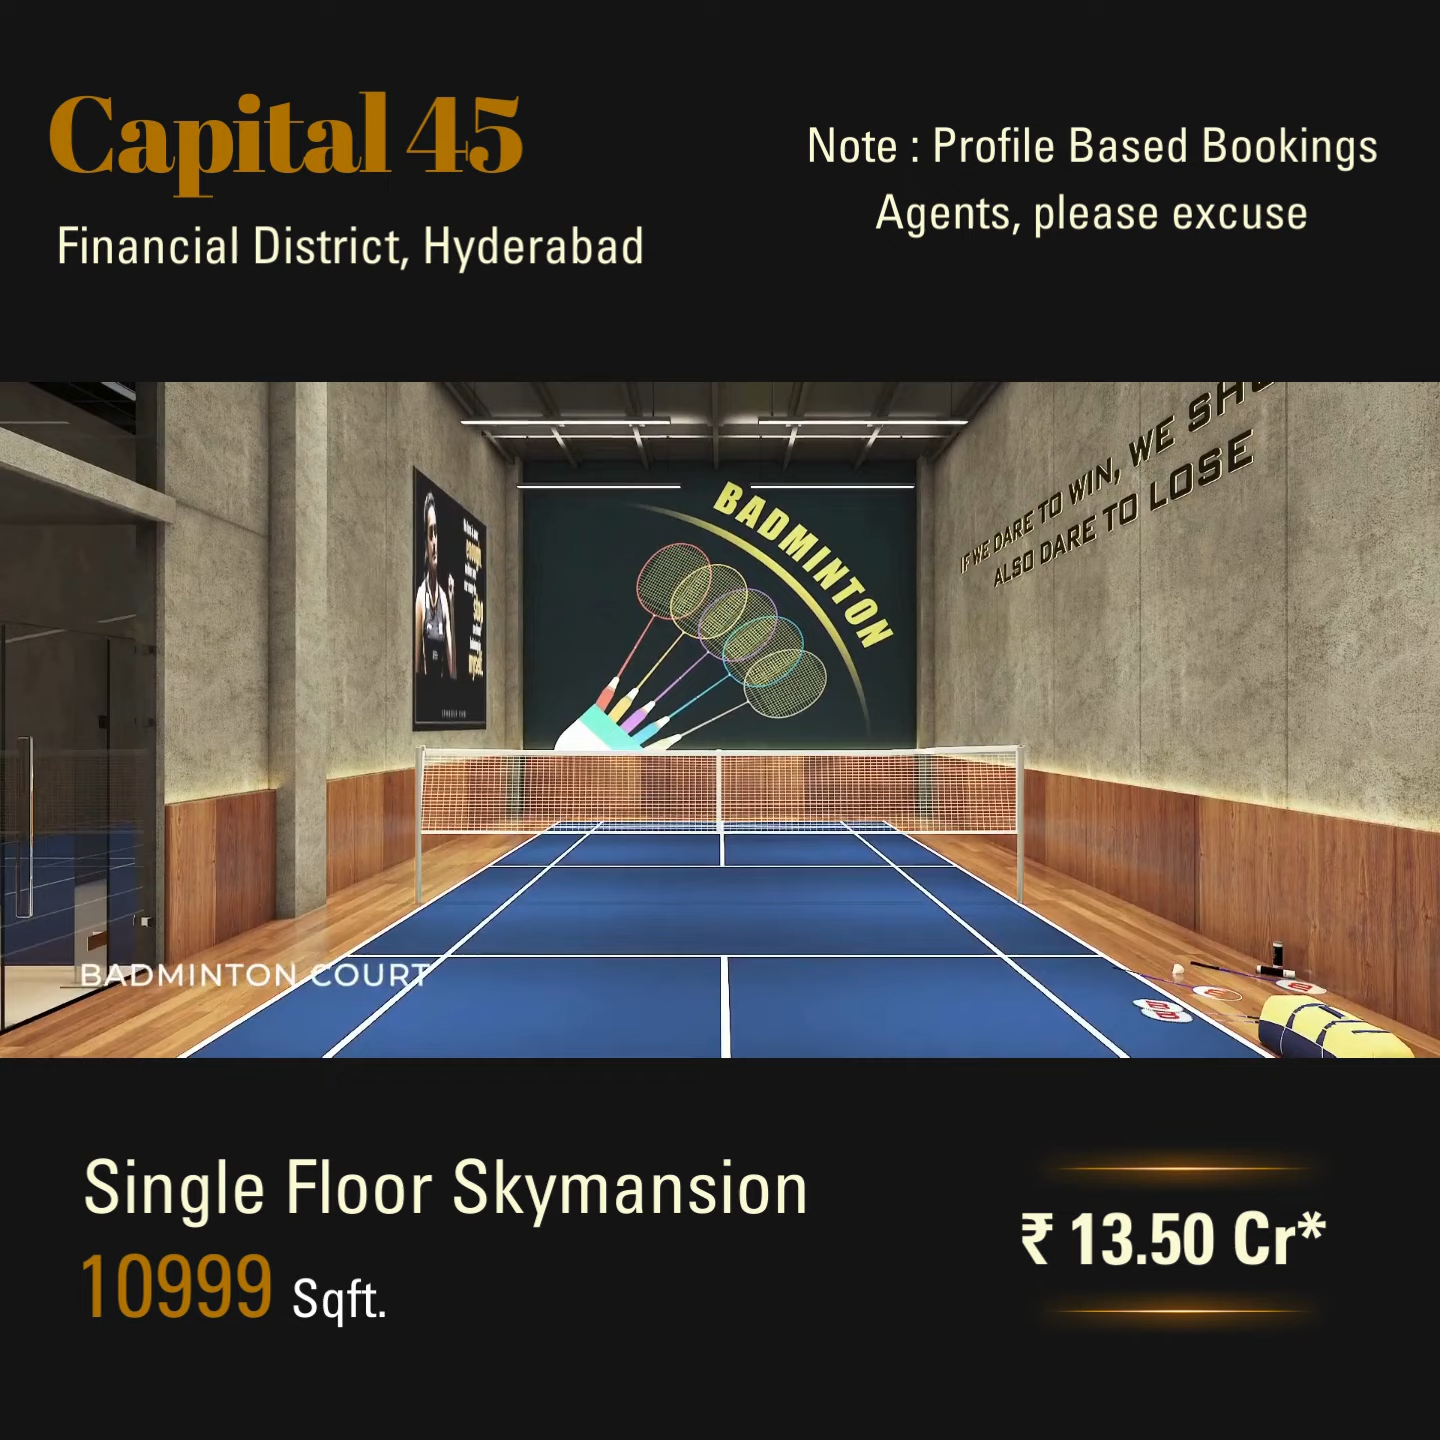 Capital 45
Financial District, Hyderabad
Note : Profile Based Bookings
Agents, please excuse
BADMINTON
IF WE DARE TO WIN, WE
ALSO DARE TO LOSE
BADMINTON COURT
Single Floor Skymansion
10999 Sqft.
₹ 13.50 Cr*